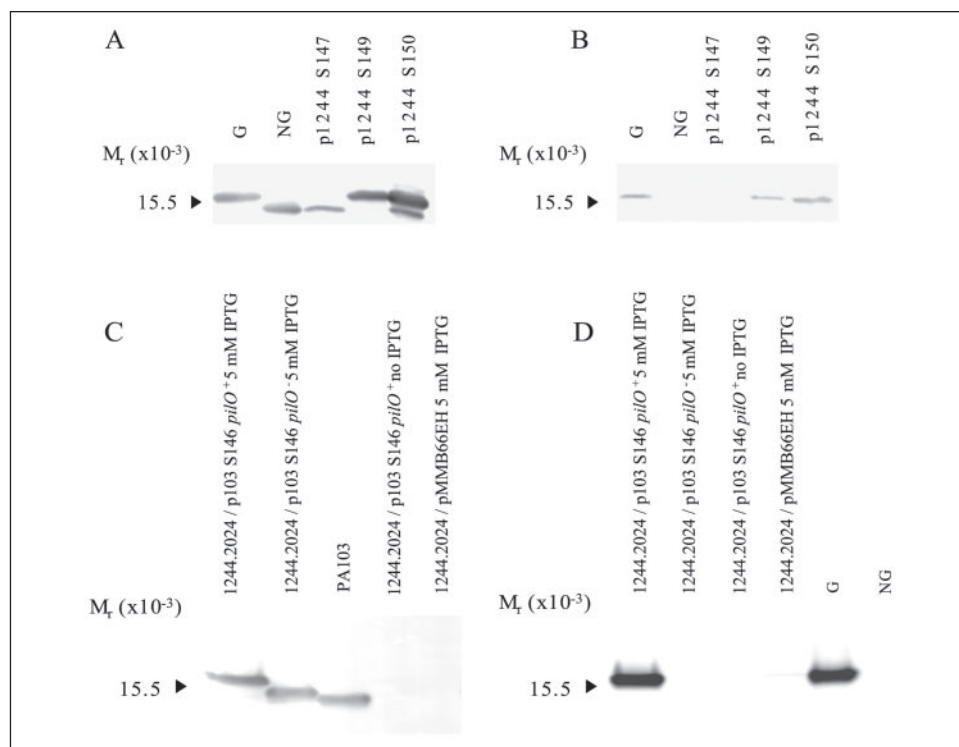 A
G
NG
p1244 S147
p1244 S149
p1244 S150
Mr (x10-3)
15.5
B
G
NG
p1244 S147
p1244 S149
p1244 S150
Mr (x10-3)
15.5
C
1244.2024 / p103 S146 pilO+ 5 mM IPTG
1244.2024 / p103 S146 pilO- 5 mM IPTG
PA103
1244.2024 / p103 S146 pilO+ no IPTG
1244.2024 / pMMB66EH 5 mM IPTG
Mr (x10-3)
15.5
D
1244.2024 / p103 S146 pilO+ 5 mM IPTG
1244.2024 / p103 S146 pilO- 5 mM IPTG
1244.2024 / p103 S146 pilO+ no IPTG
1244.2024 / pMMB66EH 5 mM IPTG
G
NG
Mr (x10-3)
15.5